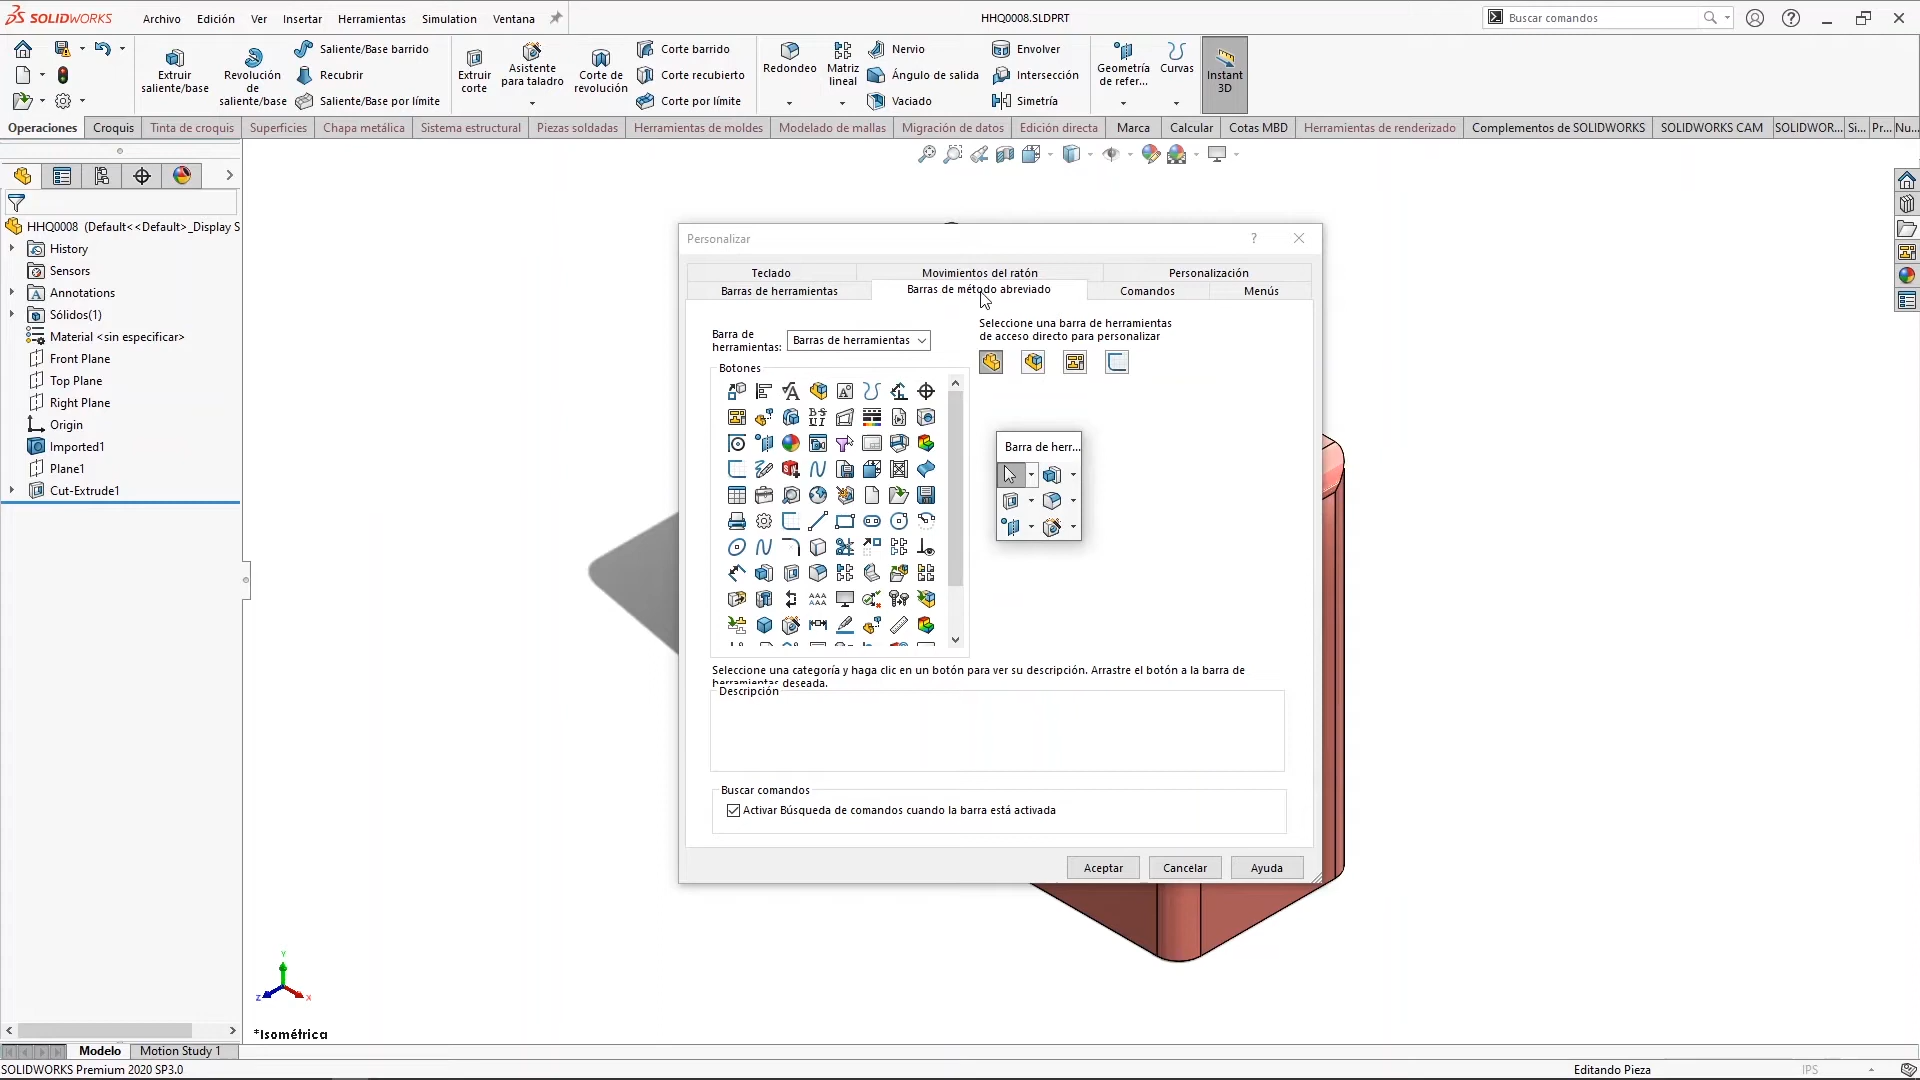 SOLIDWORKS
Archivo Edición Ver Insertar Herramientas Simulation Ventana
HHQ0008.SLDPRT
Buscar comandos
Extruir saliente/base
Revolución de saliente/base
Saliente/Base barrido
Recubrir
Saliente/Base por límite
Extruir corte
Asistente para taladro
Corte de revolución
Corte barrido
Corte recubierto
Corte por límite
Redondeo
Matriz lineal
Nervio
Ángulo de salida
Vaciado
Envolver
Intersección
Simetría
Geometría de refer...
Curvas
Instant 3D
Operaciones Croquis Tinta de croquis Superficies Chapa metálica Sistema estructural Piezas soldadas Herramientas de moldes Modelado de mallas Migración de datos Edición directa Marca Calcular Cotas MBD Herramientas de renderizado Complementos de SOLIDWORKS SOLIDWORKS CAM SOLIDWOR... Si... Pr... Nu...
HHQ0008 (Default<<Default>_Display S
History
Sensors
Annotations
Sólidos(1)
Material <sin especificar>
Front Plane
Top Plane
Right Plane
Origin
Imported1
Plane1
Cut-Extrude1
Personalizar
Teclado Movimientos del ratón Personalización
Barras de herramientas Barras de método abreviado Comandos Menús
Barra de
herramientas: Barras de herramientas
Seleccione una barra de herramientas
de acceso directo para personalizar
Botones
Barra de herr...
Seleccione una categoría y haga clic en un botón para ver su descripción. Arrastre el botón a la barra de
herramientas deseada.
Descripción
Buscar comandos
Activar Búsqueda de comandos cuando la barra está activada
Aceptar Cancelar Ayuda
Y
Z
X
*Isométrica
Modelo Motion Study 1
SOLIDWORKS Premium 2020 SP3.0
Editando Pieza
IPS